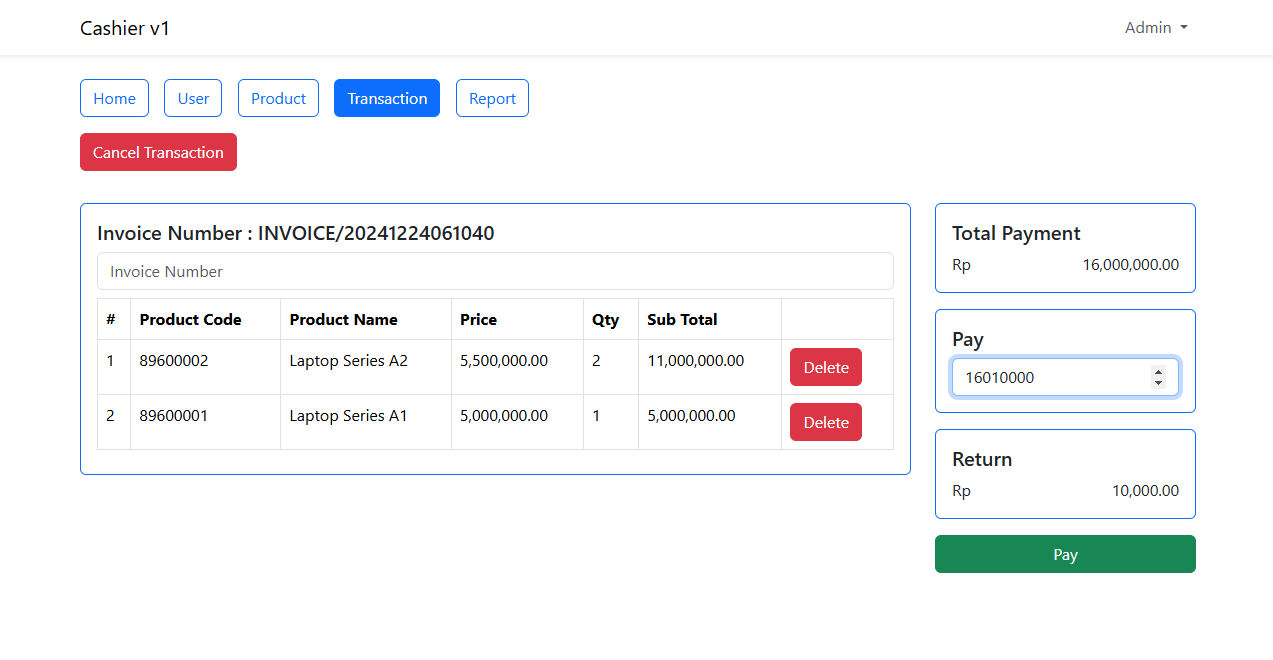 Cashier v1
Admin
Home User Product Transaction Report
Cancel Transaction
Invoice Number : INVOICE/20241224061040
Invoice Number
# Product Code Product Name Price Qty Sub Total
1 89600002 Laptop Series A2 5,500,000.00 2 11,000,000.00 Delete
2 89600001 Laptop Series A1 5,000,000.00 1 5,000,000.00 Delete
Total Payment
Rp 16,000,000.00
Pay
16010000
Return
Rp 10,000.00
Pay